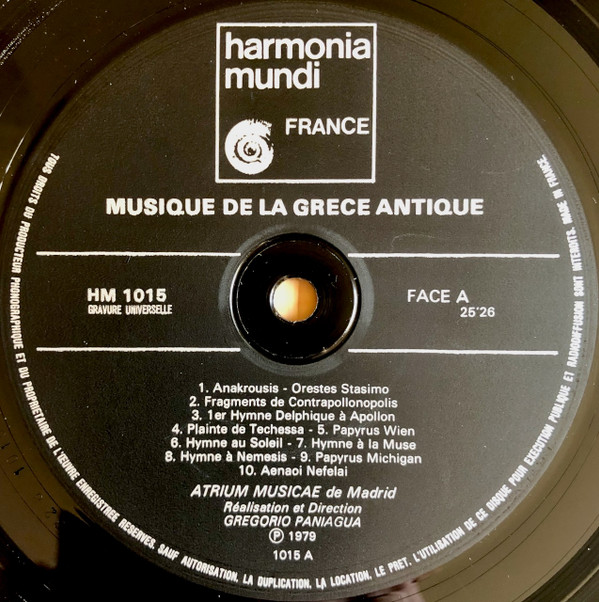 harmonia
mundi
FRANCE
MUSIQUE DE LA GRECE ANTIQUE
HM 1015
GRAVURE UNIVERSELLE
FACE A
25'26
1. Anakrousis - Orestes Stasimo
2. Fragments de Contrapollonopolis
3. 1er Hymne Delphique à Apollon
4. Plainte de Techessa - 5. Papyrus Wien
6. Hymne au Soleil - 7. Hymne à la Muse
8. Hymne à Nemesis - 9. Papyrus Michigan
10. Aenaoi Nefelai
ATRIUM MUSICAE de Madrid
Réalisation et Direction
GREGORIO PANIAGUA
Ⓟ 1979
1015 A
TOUS DROITS DU PRODUCTEUR PHONOGRAPHIQUE ET DU PROPRIETAIRE DE L'ŒUVRE ENREGISTREE RESERVES. SAUF AUTORISATION, LA DUPLICATION, LA LOCATION, LE PRET, L'UTILISATION DE CE DISQUE POUR EXECUTION PUBLIQUE ET RADIODIFFUSION SONT INTERDITS. MADE IN FRANCE.